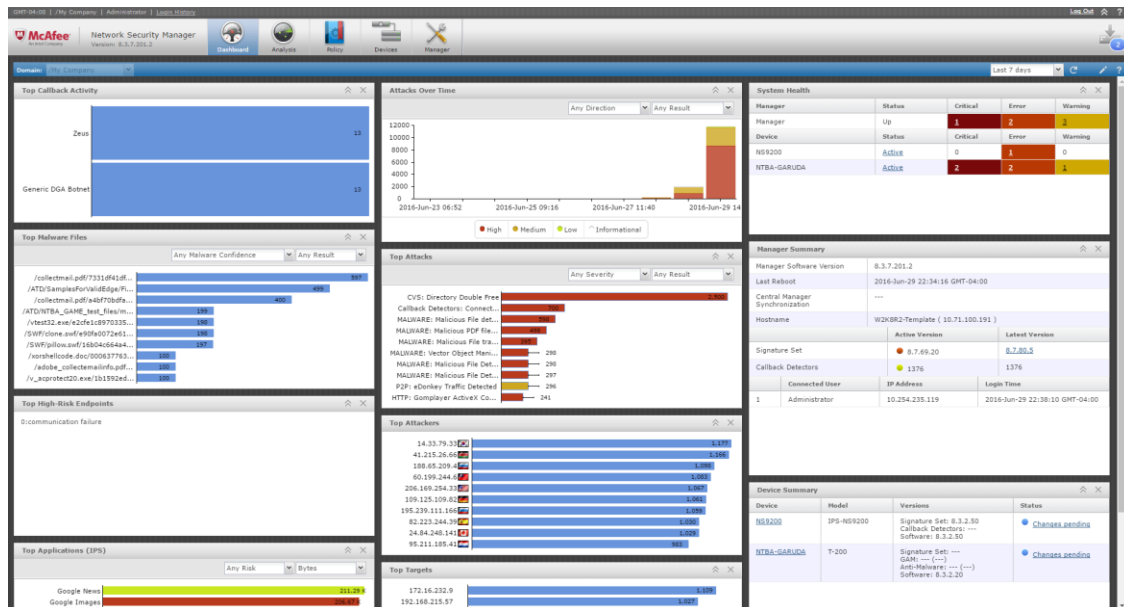 GMT-04:00 | /My Company | Administrator | Login History
Log Out
McAfee
An Intel Company
Network Security Manager
Version: 8.3.7.201.2
Dashboard
Analysis
Policy
Devices
Manager
2
Domain: /My Company
Last 7 days
Top Callback Activity
Zeus 13
Generic DGA Botnet 13
Top Malware Files
Any Malware Confidence
Any Result
/collectmail.pdf/7331df41df... 597
/ATD/SamplesForValidEdge/Fi... 499
/collectmail.pdf/a4bf70bdfa... 400
/ATD/NTBA_GAME_test_files/m... 199
/vtest32.exe/e2cfe1c8970335... 198
/SWF/clone.swf/e90fa0072e61... 198
/SWF/pillow.swf/16b04c664a4... 197
/xorshellcode.doc/000637763... 100
/adobe_collectemailinfo.pdf... 100
/v_acprotect20.exe/1b1592ed... 100
Top High-Risk Endpoints
0:communication failure
Top Applications (IPS)
Any Risk
Bytes
Google News 211.29
Google Images
Attacks Over Time
Any Direction
Any Result
12000
10000
8000
6000
4000
2000
0
2016-Jun-23 06:52
2016-Jun-25 09:16
2016-Jun-27 11:40
2016-Jun-29 14
High
Medium
Low
Informational
Top Attacks
Any Severity
Any Result
CVS: Directory Double Free 2,500
Callback Detectors: Connect...
MALWARE: Malicious File det...
MALWARE: Malicious PDF file...
MALWARE: Malicious File tra...
MALWARE: Vector Object Mani... 298
MALWARE: Malicious File Det... 298
MALWARE: Malicious File Det... 297
P2P: eDonkey Traffic Detected 296
HTTP: Gomplayer ActiveX Co... 241
Top Attackers
14.33.79.33 1,177
41.215.26.66 1,166
188.65.209.4 1,098
60.199.244.6
206.169.254.33 1,067
109.125.109.82 1,061
195.239.111.166 1,059
82.223.244.39 1,030
24.84.248.141 1,029
95.211.185.41 983
Top Targets
172.16.232.9 1,109
192.168.215.57 1,027
System Health
Manager Status Critical Error Warning
Manager Up 1 2 3
Device Status Critical Error Warning
NS9200 Active 0 1 0
NTBA-GARUDA Active 2 2 1
Manager Summary
Manager Software Version 8.3.7.201.2
Last Reboot 2016-Jun-29 22:34:16 GMT-04:00
Central Manager Synchronization ---
Hostname W2K8R2-Template ( 10.71.100.191 )
Active Version Latest Version
Signature Set 8.7.69.20 8.7.80.5
Callback Detectors 1376 1376
Connected User IP Address Login Time
1 Administrator 10.254.235.119 2016-Jun-29 22:38:10 GMT-04:00
Device Summary
Device Model Versions Status
NS9200 IPS-NS9200 Signature Set: 8.3.2.50 Changes pending
Callback Detectors: ---
Software: 8.3.2.50
NTBA-GARUDA T-200 Signature Set: --- Changes pending
GAM: --- (---)
Anti-Malware: --- (---)
Software: 8.3.2.20